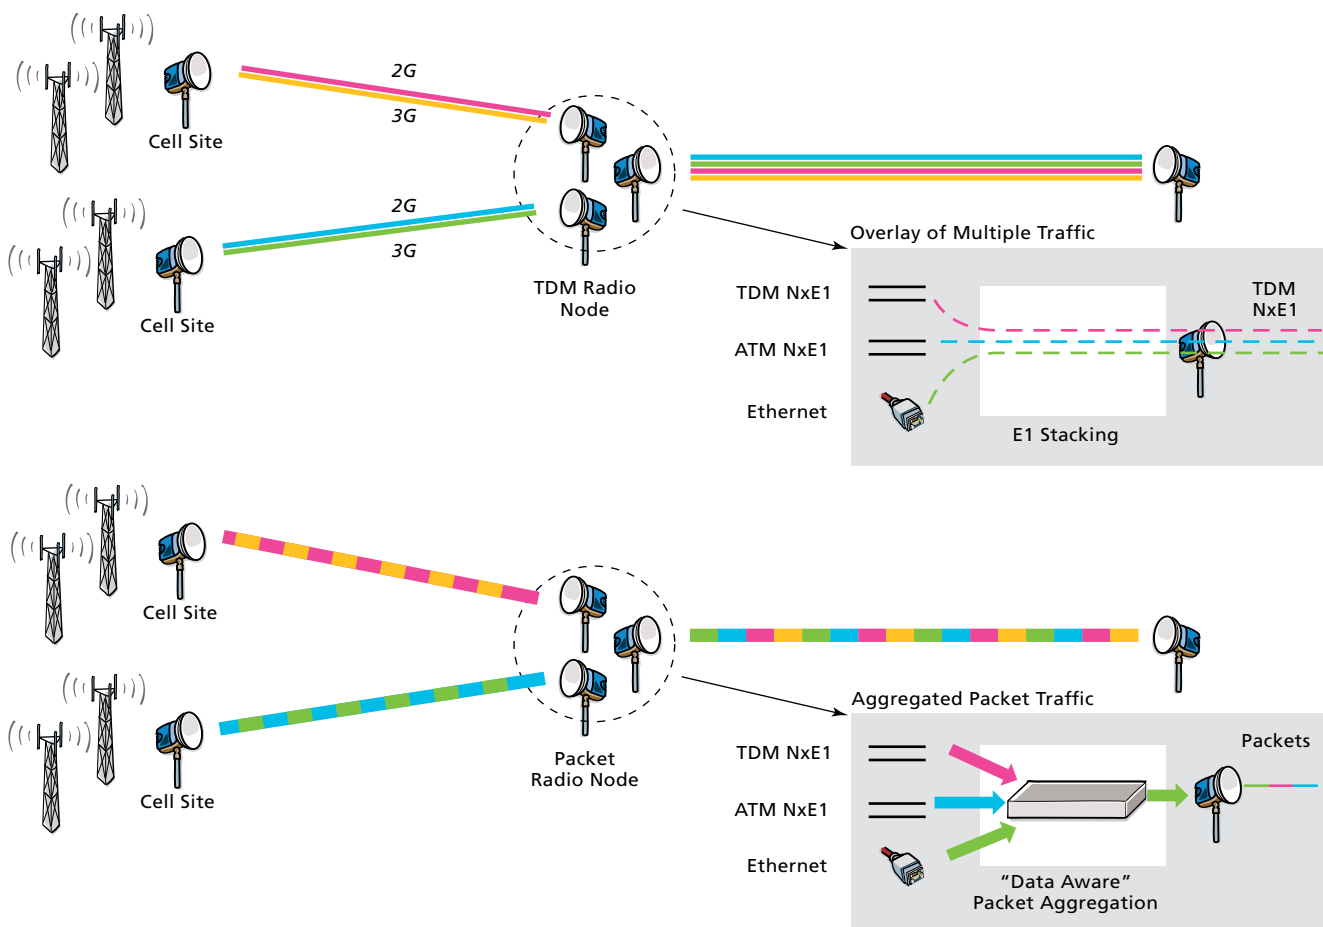 2G
3G
Cell Site
2G
3G
Cell Site
TDM Radio
Node
Overlay of Multiple Traffic
TDM NxE1
ATM NxE1
Ethernet
TDM
NxE1
E1 Stacking
Cell Site
Cell Site
Packet
Radio Node
Aggregated Packet Traffic
TDM NxE1
ATM NxE1
Ethernet
Packets
"Data Aware"
Packet Aggregation